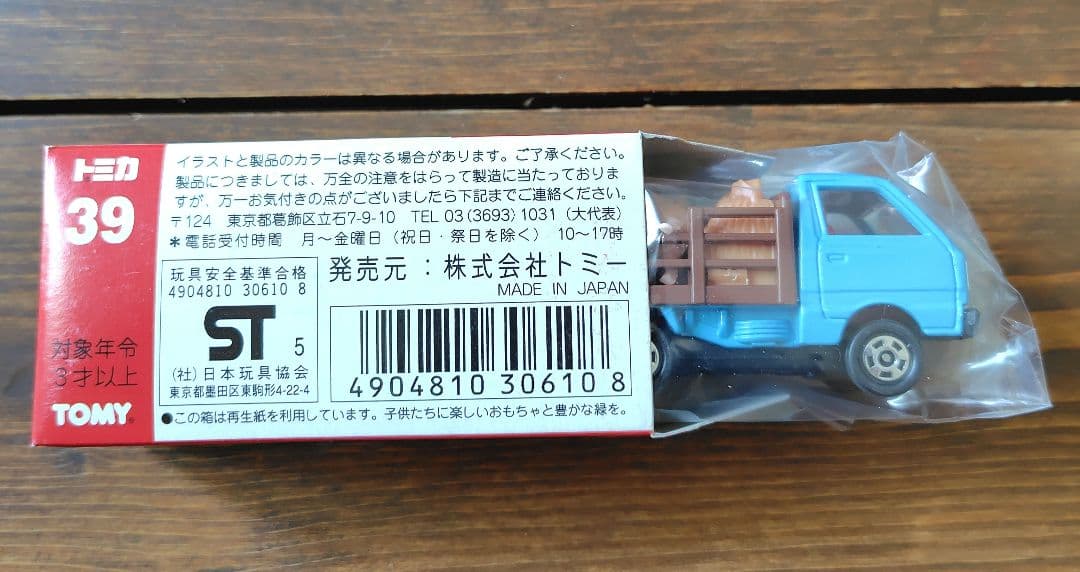 トミカ
39
対象年令
3才以上
TOMY
イラストと製品のカラーは異なる場合があります。ご了承ください。
製品につきましては、万全の注意をはらって製造に当たっておりま
すが、万一お気付きの点がございましたら下記までご連絡ください。
〒124 東京都葛飾区立石7-9-10 TEL 03(3693)1031(大代表)
*電話受付時間 月~金曜日(祝日・祭日を除く) 10~17時
玩具安全基準合格
4904810 30610 8
ST 5
(社)日本玩具協会
東京都墨田区東駒形4-22-4
発売元:株式会社トミー
MADE IN JAPAN
4904810 306108
●この箱は再生紙を利用しています。子供たちに楽しいおもちゃと豊かな緑を。